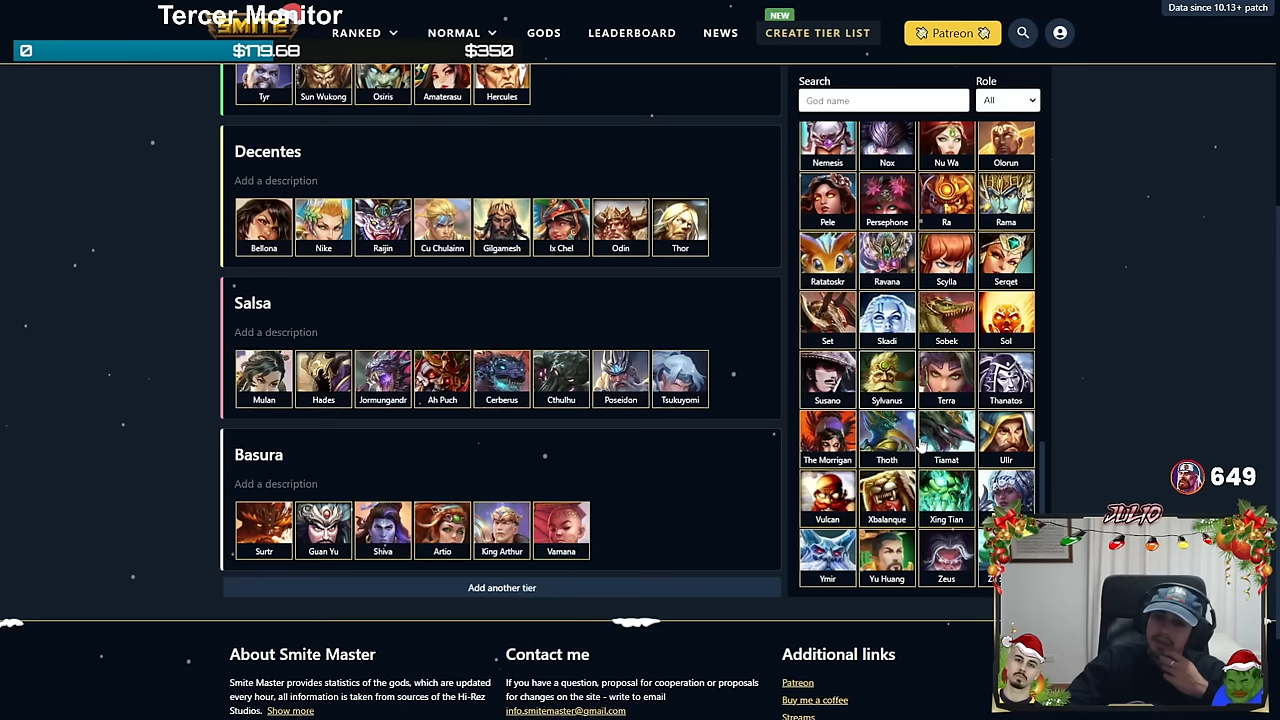 Tercer Monitor
SMITE
RANKED
NORMAL
GODS
LEADERBOARD
NEWS
NEW
CREATE TIER LIST
Patreon
Data since 10.13+ patch
0
$179.68
$350
Tyr
Sun Wukong
Osiris
Amaterasu
Hercules
Decentes
Add a description
Bellona
Nike
Raijin
Cu Chulainn
Gilgamesh
Ix Chel
Odin
Thor
Salsa
Add a description
Mulan
Hades
Jormungandr
Ah Puch
Cerberus
Cthulhu
Poseidon
Tsukuyomi
Basura
Add a description
Surtr
Guan Yu
Shiva
Artio
King Arthur
Vamana
Add another tier
Search
Role
God name
All
Nemesis
Nox
Nu Wa
Olorun
Pele
Persephone
Ra
Rama
Ratatoskr
Ravana
Scylla
Serqet
Set
Skadi
Sobek
Sol
Susano
Sylvanus
Terra
Thanatos
The Morrigan
Thoth
Tiamat
Ullr
Vulcan
Xbalanque
Xing Tian
Ymir
Yu Huang
Zeus
649
JLIL10
About Smite Master
Smite Master provides statistics of the gods, which are updated
every hour, all information is taken from sources of the Hi-Rez
Studios. Show more
Contact me
If you have a question, proposal for cooperation or proposals
for changes on the site - write to email
info.smitemaster@gmail.com
Additional links
Patreon
Buy me a coffee
Streams